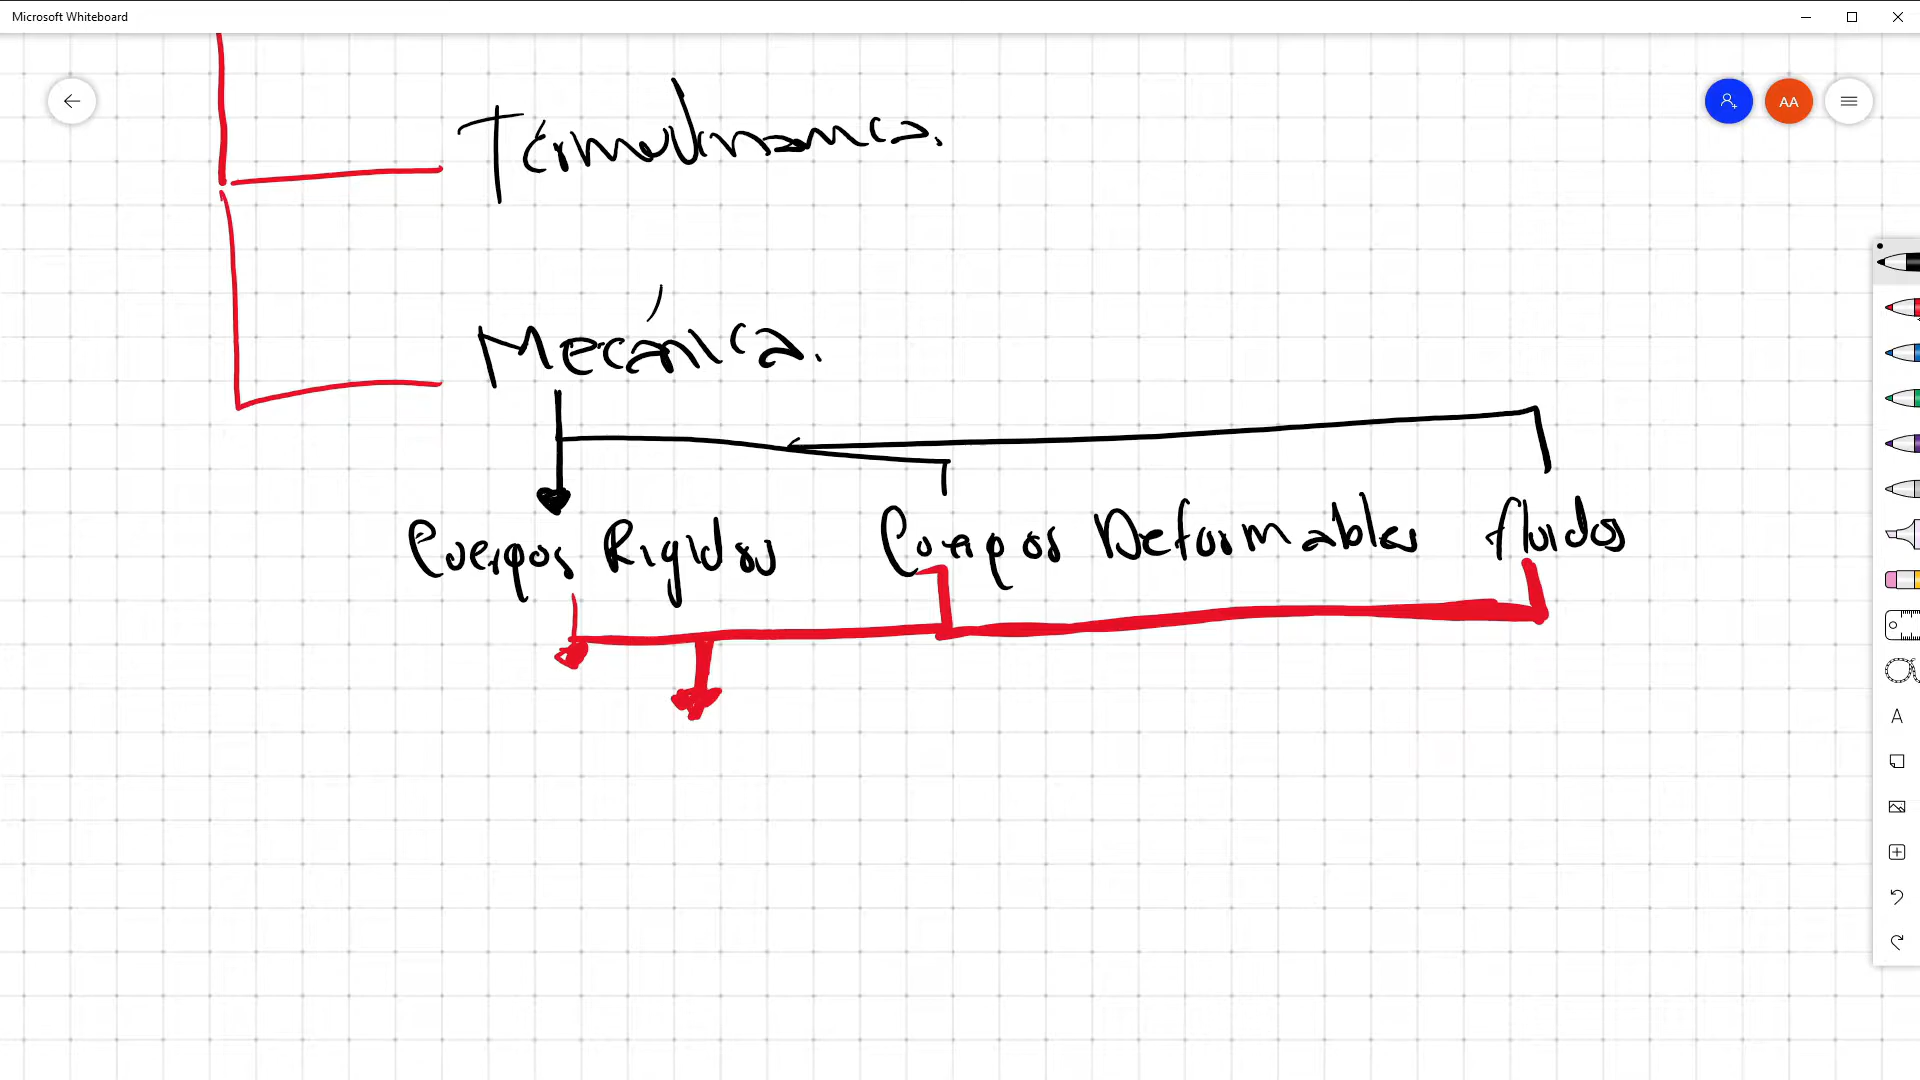 Microsoft Whiteboard
AA
Termodinamica.
Mecánica.
Cuerpos Rigidos Cuerpos Deformables fluidos
A